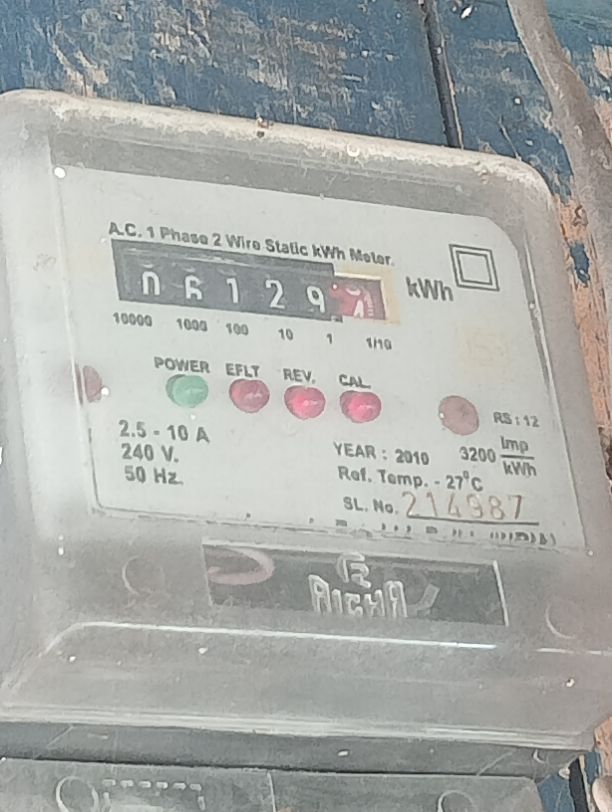 A.C. 1 Phase 2 Wire Static kWh Meter.
0 6 1 2 9 kWh
10000 1000 100 10 1 1/10
POWER EFLT REV. CAL.
RS : 12
2.5 - 10 A
240 V.
50 Hz.
YEAR : 2010 3200 Imp/kWh
Ref. Temp. - 27°C
SL. No. 214987